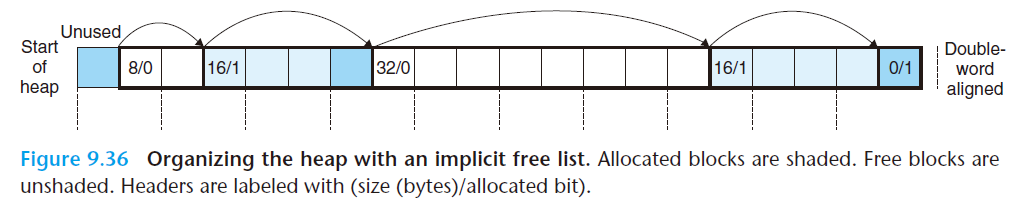 Unused
Start
of
heap
8/0 16/1 32/0 16/1 0/1
Double-
word
aligned
Figure 9.36 Organizing the heap with an implicit free list. Allocated blocks are shaded. Free blocks are
unshaded. Headers are labeled with (size (bytes)/allocated bit).